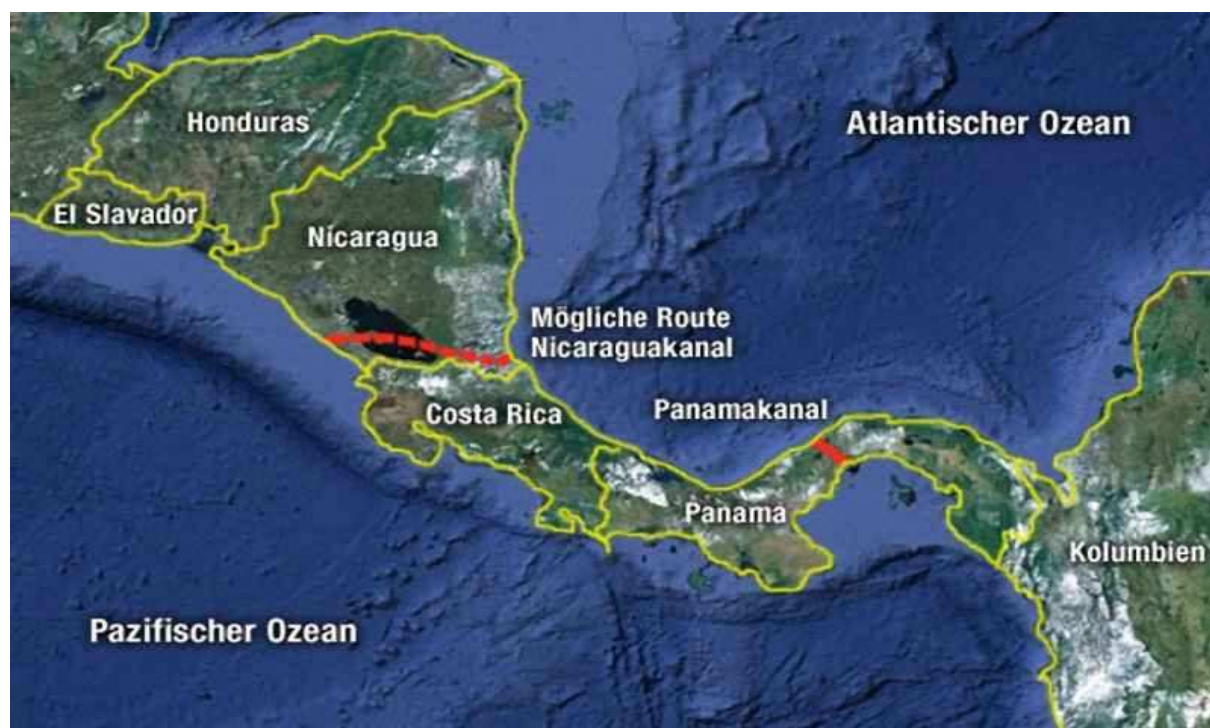 Honduras
Atlantischer Ozean
El Slavador
Nicaragua
Mögliche Route
Nicaraguakanal
Costa Rica
Panamakanal
Panama
Kolumbien
Pazifischer Ozean